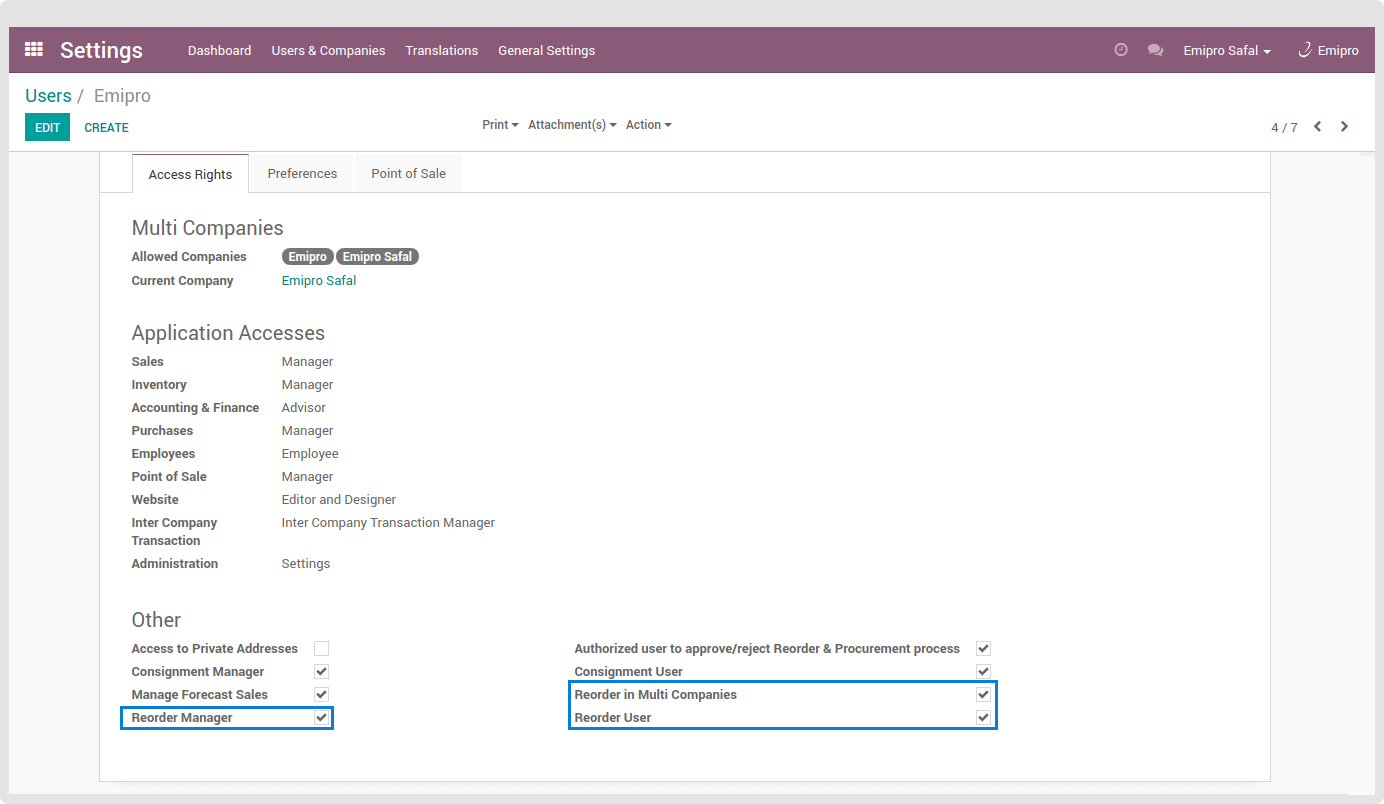 Settings Dashboard Users & Companies Translations General Settings Emipro Safal Emipro
Users / Emipro
EDIT CREATE Print Attachment(s) Action 4 / 7
Access Rights Preferences Point of Sale
Multi Companies
Allowed Companies Emipro Emipro Safal
Current Company Emipro Safal
Application Accesses
Sales Manager
Inventory Manager
Accounting & Finance Advisor
Purchases Manager
Employees Employee
Point of Sale Manager
Website Editor and Designer
Inter Company Inter Company Transaction Manager
Transaction
Administration Settings
Other
Access to Private Addresses Authorized user to approve/reject Reorder & Procurement process
Consignment Manager Consignment User
Manage Forecast Sales Reorder in Multi Companies
Reorder Manager Reorder User